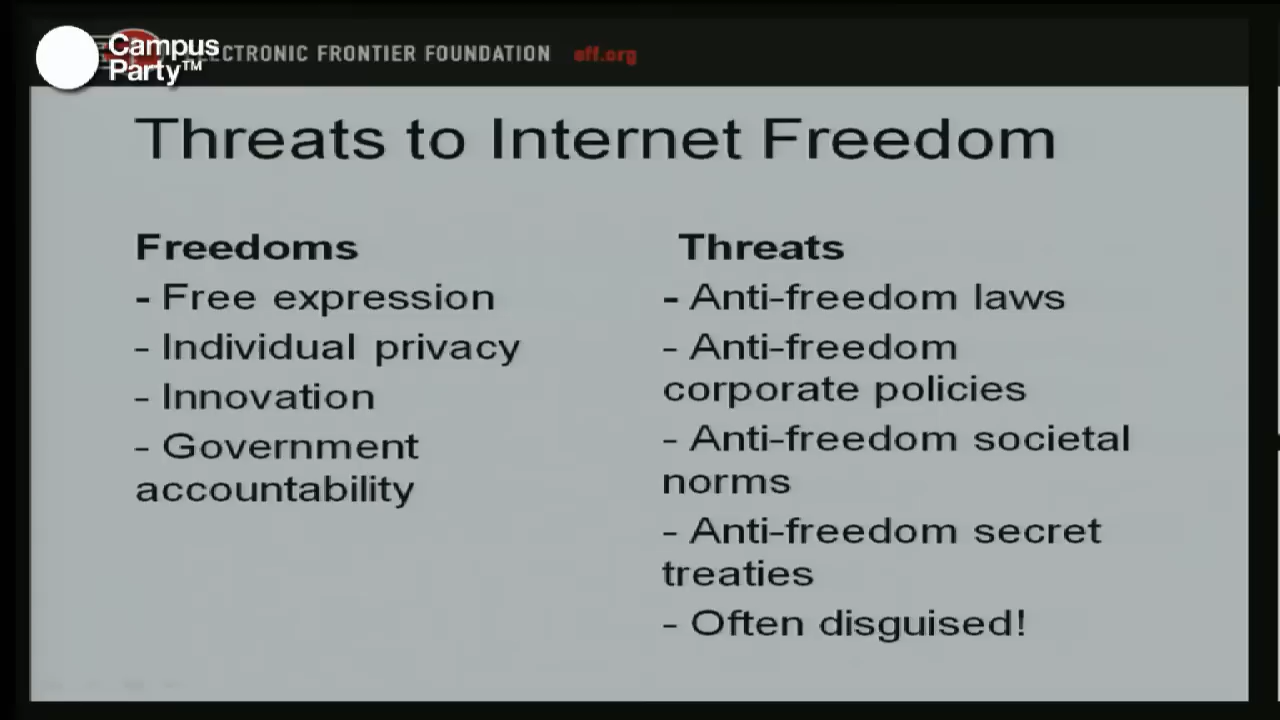 Campus
Party™
ELECTRONIC FRONTIER FOUNDATION eff.org
Threats to Internet Freedom
Freedoms
- Free expression
- Individual privacy
- Innovation
- Government
accountability
Threats
- Anti-freedom laws
- Anti-freedom
corporate policies
- Anti-freedom societal
norms
- Anti-freedom secret
treaties
- Often disguised!